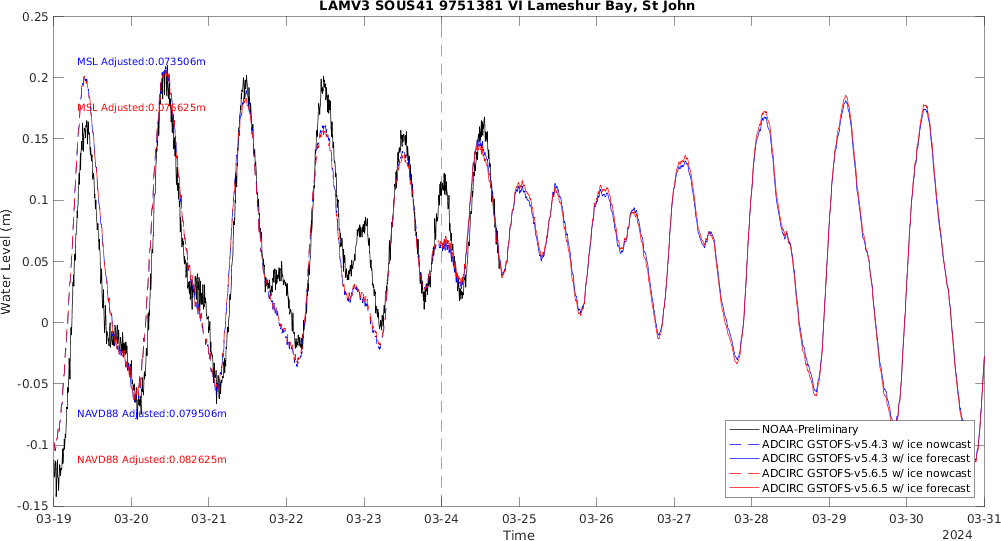 LAMV3 SOUS41 9751381 VI Lameshur Bay, St John
0.25
0.2
0.15
0.1
0.05
0
-0.05
-0.1
-0.15
Water Level (m)
MSL Adjusted:0.073506m
MSL Adjusted:0.076625m
NAVD88 Adjusted:0.079506m
NAVD88 Adjusted:0.082625m
NOAA-Preliminary
ADCIRC GSTOFS-v5.4.3 w/ ice nowcast
ADCIRC GSTOFS-v5.4.3 w/ ice forecast
ADCIRC GSTOFS-v5.6.5 w/ ice nowcast
ADCIRC GSTOFS-v5.6.5 w/ ice forecast
03-19 03-20 03-21 03-22 03-23 03-24 03-25 03-26 03-27 03-28 03-29 03-30 03-31
Time
2024